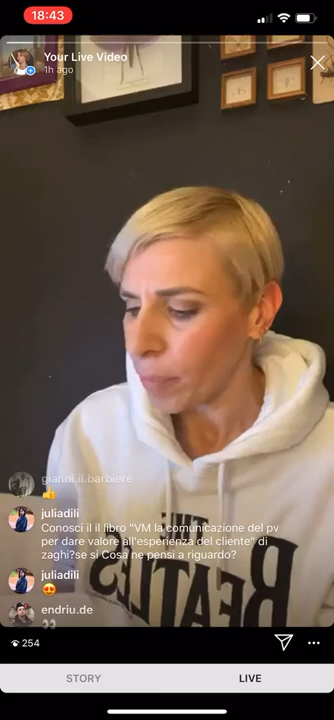 18:43
Your Live Video
1h ago
gianni.il.barbiere
👍
juliadili
Conosci il il libro "VM la comunicazione del pv
per dare valore all'esperienza del cliente" di
zaghi?se si Cosa ne pensi a riguardo?
juliadili
😍
endriu.de
👀
THE
BEATLES
254
STORY
LIVE